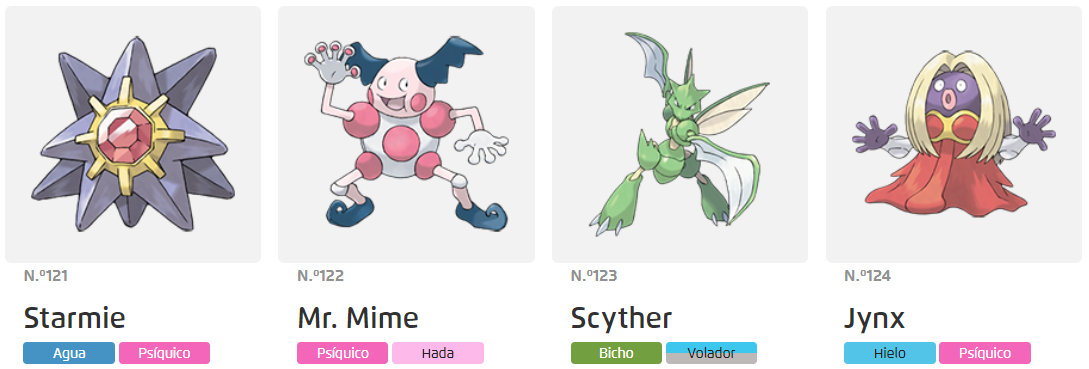 N.º121
Starmie
Agua
Psíquico
N.º122
Mr. Mime
Psíquico
Hada
N.º123
Scyther
Bicho
Volador
N.º124
Jynx
Hielo
Psíquico